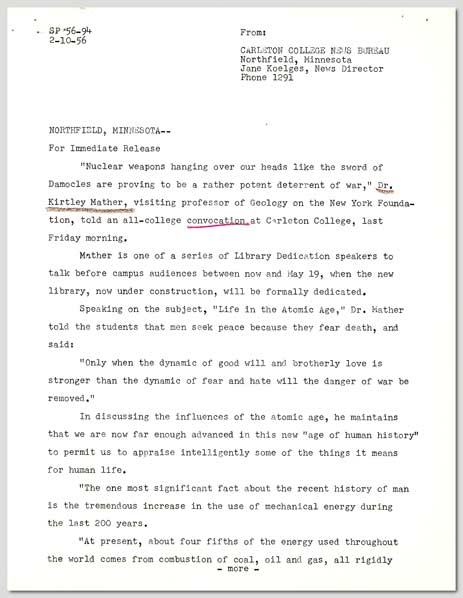 SP '56-94
2-10-56
From:
CARLETON COLLEGE NEWS BUREAU
Northfield, Minnesota
Jane Koelges, News Director
Phone 1291
NORTHFIELD, MINNESOTA--
For Immediate Release
"Nuclear weapons hanging over our heads like the sword of
Damocles are proving to be a rather potent deterrent of war," Dr.
Kirtley Mather, visiting professor of Geology on the New York Founda-
tion, told an all-college convocation at Carleton College, last
Friday morning.
Mather is one of a series of Library Dedication speakers to
talk before campus audiences between now and May 19, when the new
library, now under construction, will be formally dedicated.
Speaking on the subject, "Life in the Atomic Age," Dr. Mather
told the students that men seek peace because they fear death, and
said:
"Only when the dynamic of good will and brotherly love is
stronger than the dynamic of fear and hate will the danger of war be
removed."
In discussing the influences of the atomic age, he maintains
that we are now far enough advanced in this new "age of human history"
to permit us to appraise intelligently some of the things it means
for human life.
"The one most significant fact about the recent history of man
is the tremendous increase in the use of mechanical energy during
the last 200 years.
"At present, about four fifths of the energy used throughout
the world comes from combustion of coal, oil and gas, all rigidly
- more -